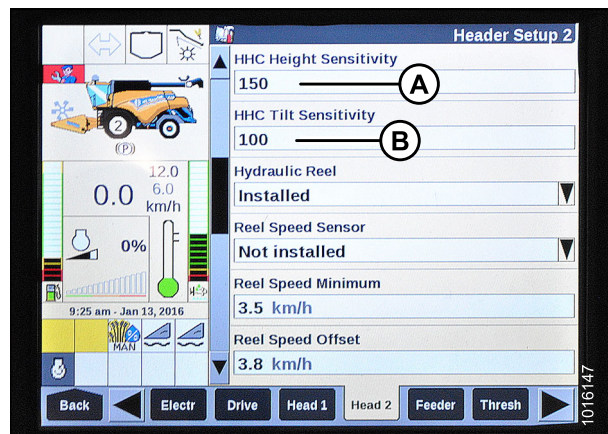 Header Setup 2
HHC Height Sensitivity
150
A
HHC Tilt Sensitivity
100
B
Hydraulic Reel
Installed
Reel Speed Sensor
Not installed
Reel Speed Minimum
3.5 km/h
Reel Speed Offset
3.8 km/h
2
(P)
12.0
0.0 6.0
km/h
0%
9:25 am - Jan 13, 2016
%
MAN
Back Electr Drive Head 1 Head 2 Feeder Thresh
1016147